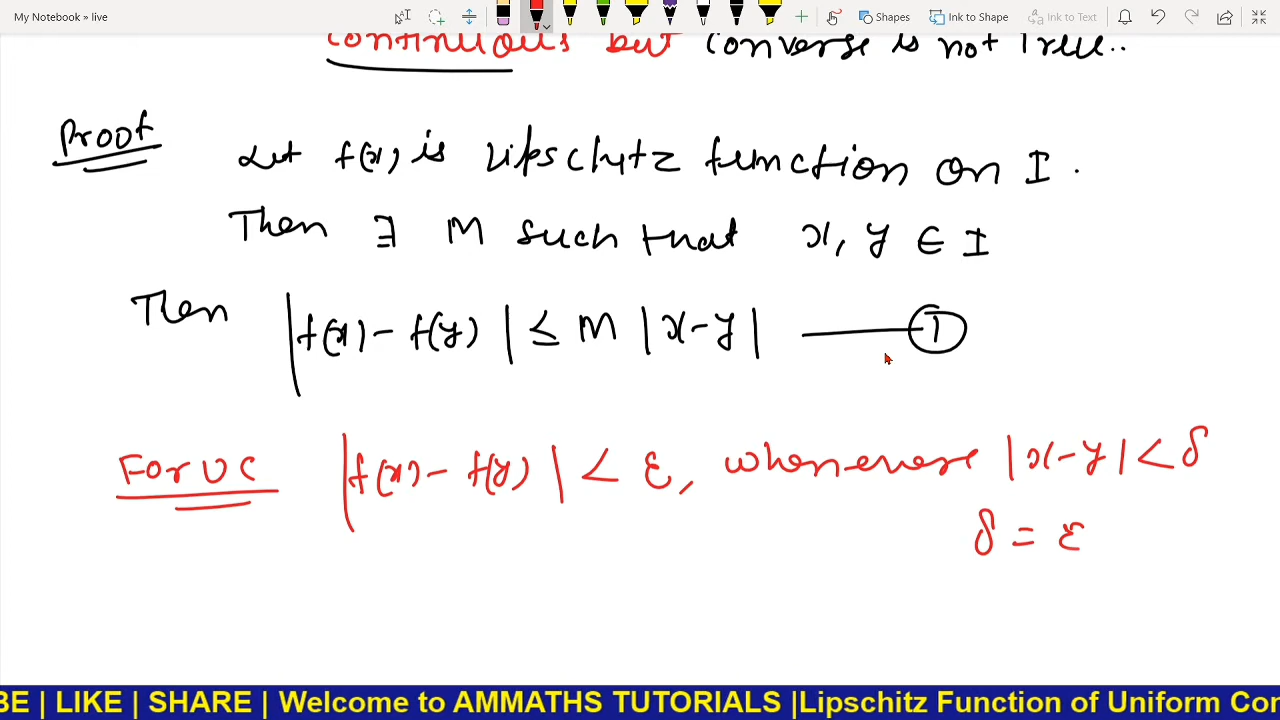 My Notebook » live
Shapes
Ink to Shape
Ink to Text
continuous but converse is not True..
Proof
Let f(x) is Lipschitz function on I.
Then ∃ M such that x, y ∈ I
Then |f(x) - f(y)| ≤ M |x-y| —— ①
For UC |f(x) - f(y)| < ε, whenevere |x-y| < δ
δ = ε
BE | LIKE | SHARE | Welcome to AMMATHS TUTORIALS |Lipschitz Function of Uniform Con